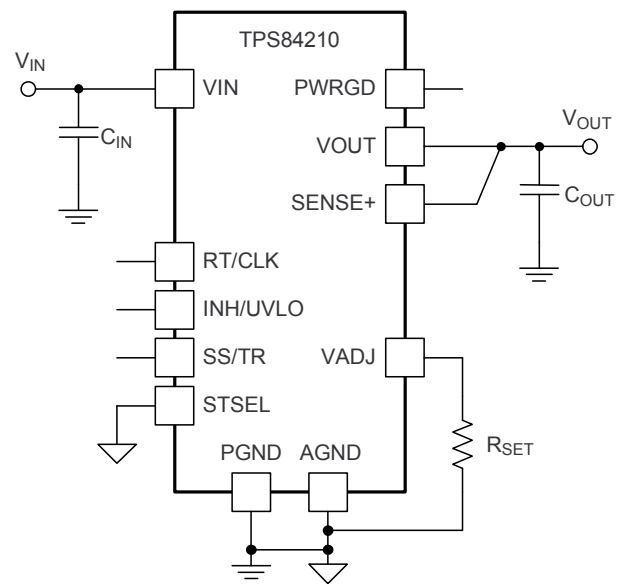 TPS84210
V_IN
VIN
PWRGD
C_IN
VOUT
V_OUT
SENSE+
C_OUT
RT/CLK
INH/UVLO
SS/TR
VADJ
STSEL
R_SET
PGND AGND